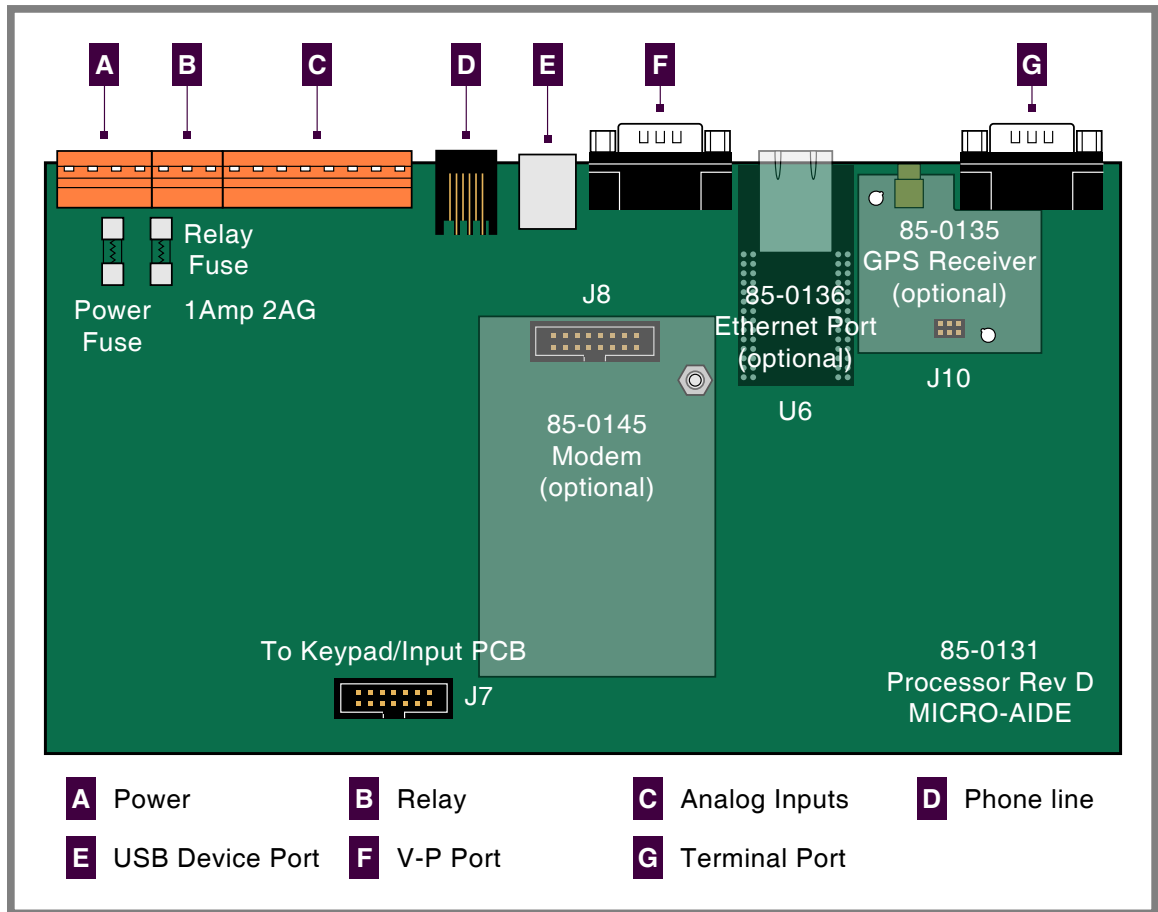 A
B
C
D
E
F
G
Relay
Fuse
1Amp 2AG
Power
Fuse
J8
85-0136
Ethernet Port
(optional)
U6
85-0135
GPS Receiver
(optional)
J10
85-0145
Modem
(optional)
To Keypad/Input PCB
J7
85-0131
Processor Rev D
MICRO-AIDE
A Power
B Relay
C Analog Inputs
D Phone line
E USB Device Port
F V-P Port
G Terminal Port